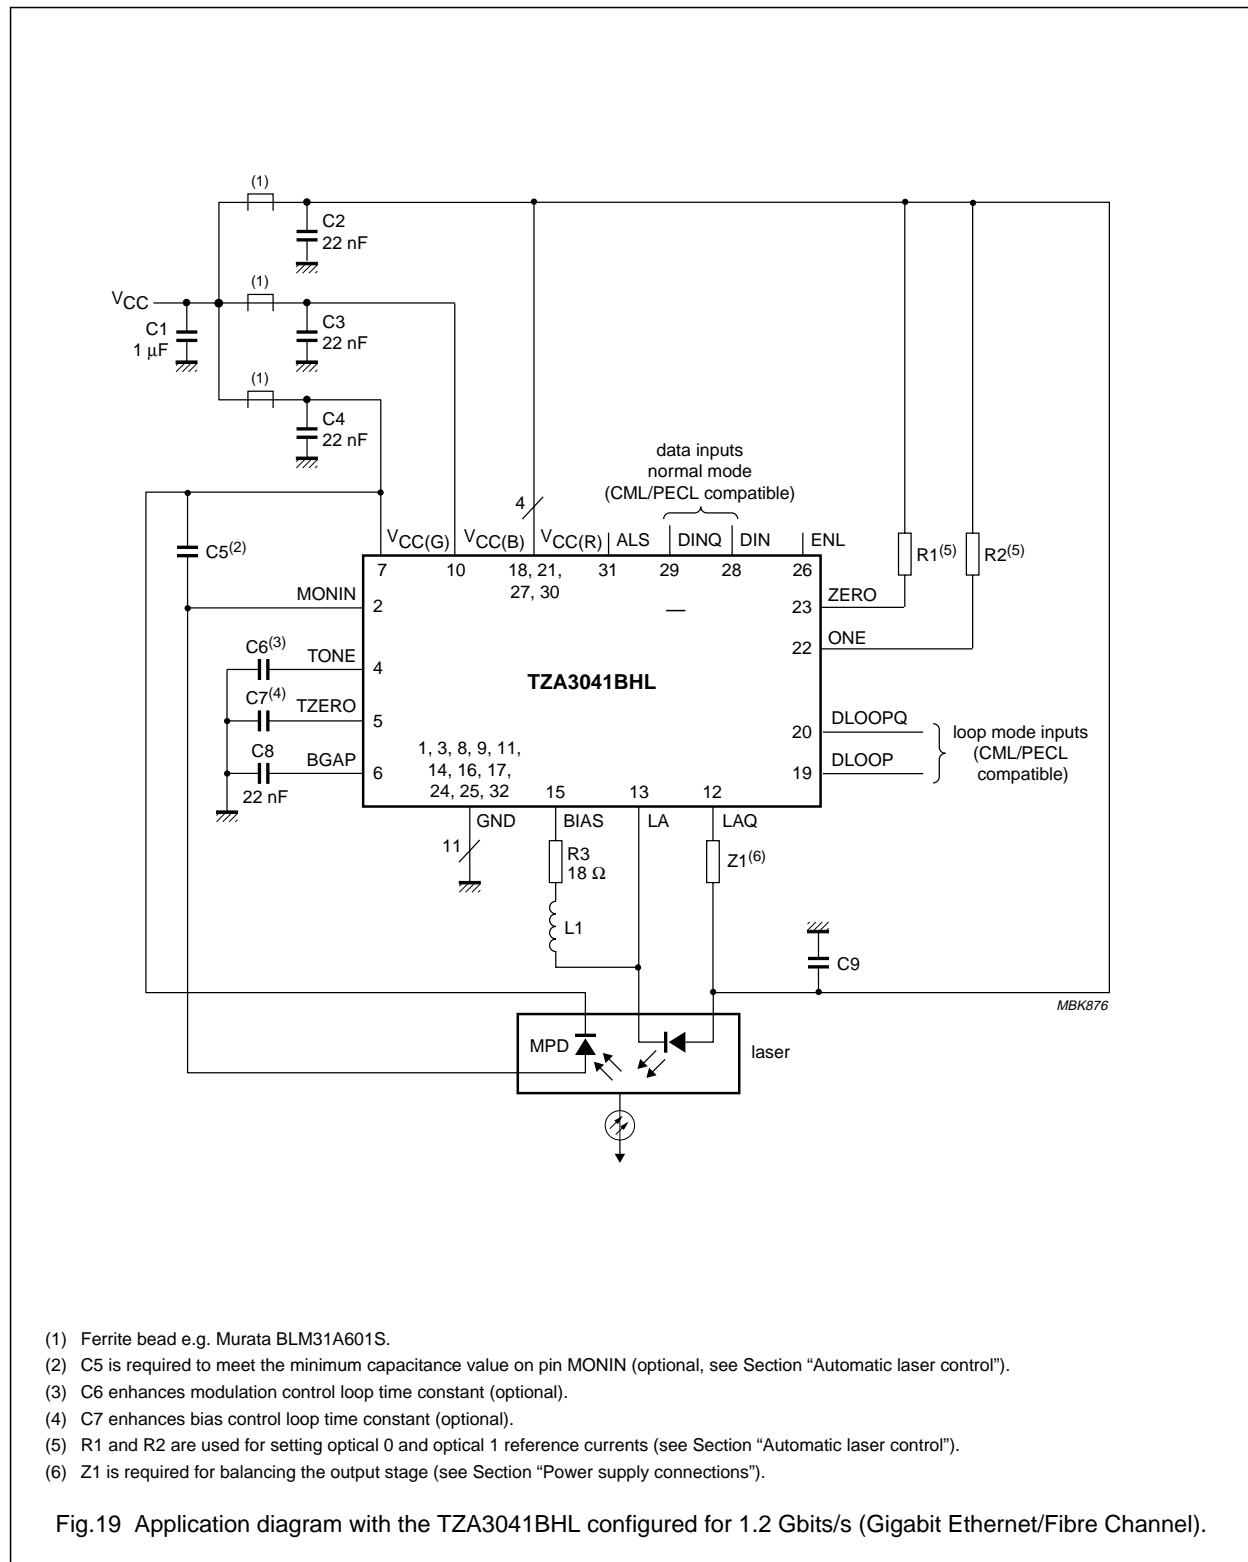 (1)
C2
22 nF
(1)
VCC
C1
1 µF
C3
22 nF
(1)
C4
22 nF
data inputs
normal mode
(CML/PECL compatible)
4
C5(2)
VCC(G)
VCC(B)
VCC(R)
ALS
DINQ
DIN
ENL
R1(5)
R2(5)
7
10
18, 21,
27, 30
31
29
28
26
MONIN
2
23
ZERO
C6(3)
TONE
4
22
ONE
TZA3041BHL
C7(4)
TZERO
5
20
DLOOPQ
loop mode inputs
(CML/PECL
compatible)
C8
22 nF
BGAP
6
19
DLOOP
1, 3, 8, 9, 11,
14, 16, 17,
24, 25, 32
15
13
12
11
GND
BIAS
LA
LAQ
R3
18 Ω
Z1(6)
L1
C9
MBK876
MPD
laser
(1) Ferrite bead e.g. Murata BLM31A601S.
(2) C5 is required to meet the minimum capacitance value on pin MONIN (optional, see Section “Automatic laser control”).
(3) C6 enhances modulation control loop time constant (optional).
(4) C7 enhances bias control loop time constant (optional).
(5) R1 and R2 are used for setting optical 0 and optical 1 reference currents (see Section “Automatic laser control”).
(6) Z1 is required for balancing the output stage (see Section “Power supply connections”).
Fig.19 Application diagram with the TZA3041BHL configured for 1.2 Gbits/s (Gigabit Ethernet/Fibre Channel).